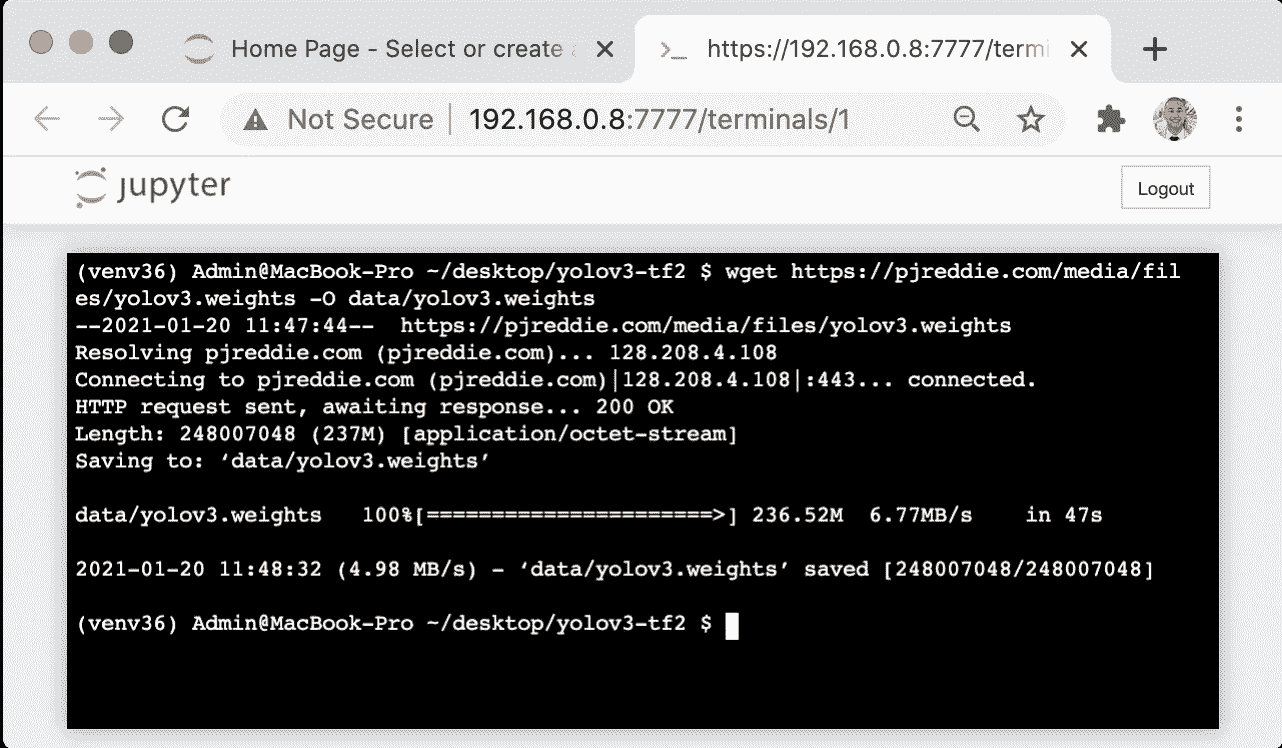 Home Page - Select or create
>_ https://192.168.0.8:7777/termi
Not Secure | 192.168.0.8:7777/terminals/1
jupyter
Logout
(venv36) Admin@MacBook-Pro ~/desktop/yolov3-tf2 $ wget https://pjreddie.com/media/fil
es/yolov3.weights -O data/yolov3.weights
--2021-01-20 11:47:44--  https://pjreddie.com/media/files/yolov3.weights
Resolving pjreddie.com (pjreddie.com)... 128.208.4.108
Connecting to pjreddie.com (pjreddie.com)|128.208.4.108|:443... connected.
HTTP request sent, awaiting response... 200 OK
Length: 248007048 (237M) [application/octet-stream]
Saving to: ‘data/yolov3.weights’
data/yolov3.weights   100%[======================>] 236.52M  6.77MB/s    in 47s
2021-01-20 11:48:32 (4.98 MB/s) - ‘data/yolov3.weights’ saved [248007048/248007048]
(venv36) Admin@MacBook-Pro ~/desktop/yolov3-tf2 $